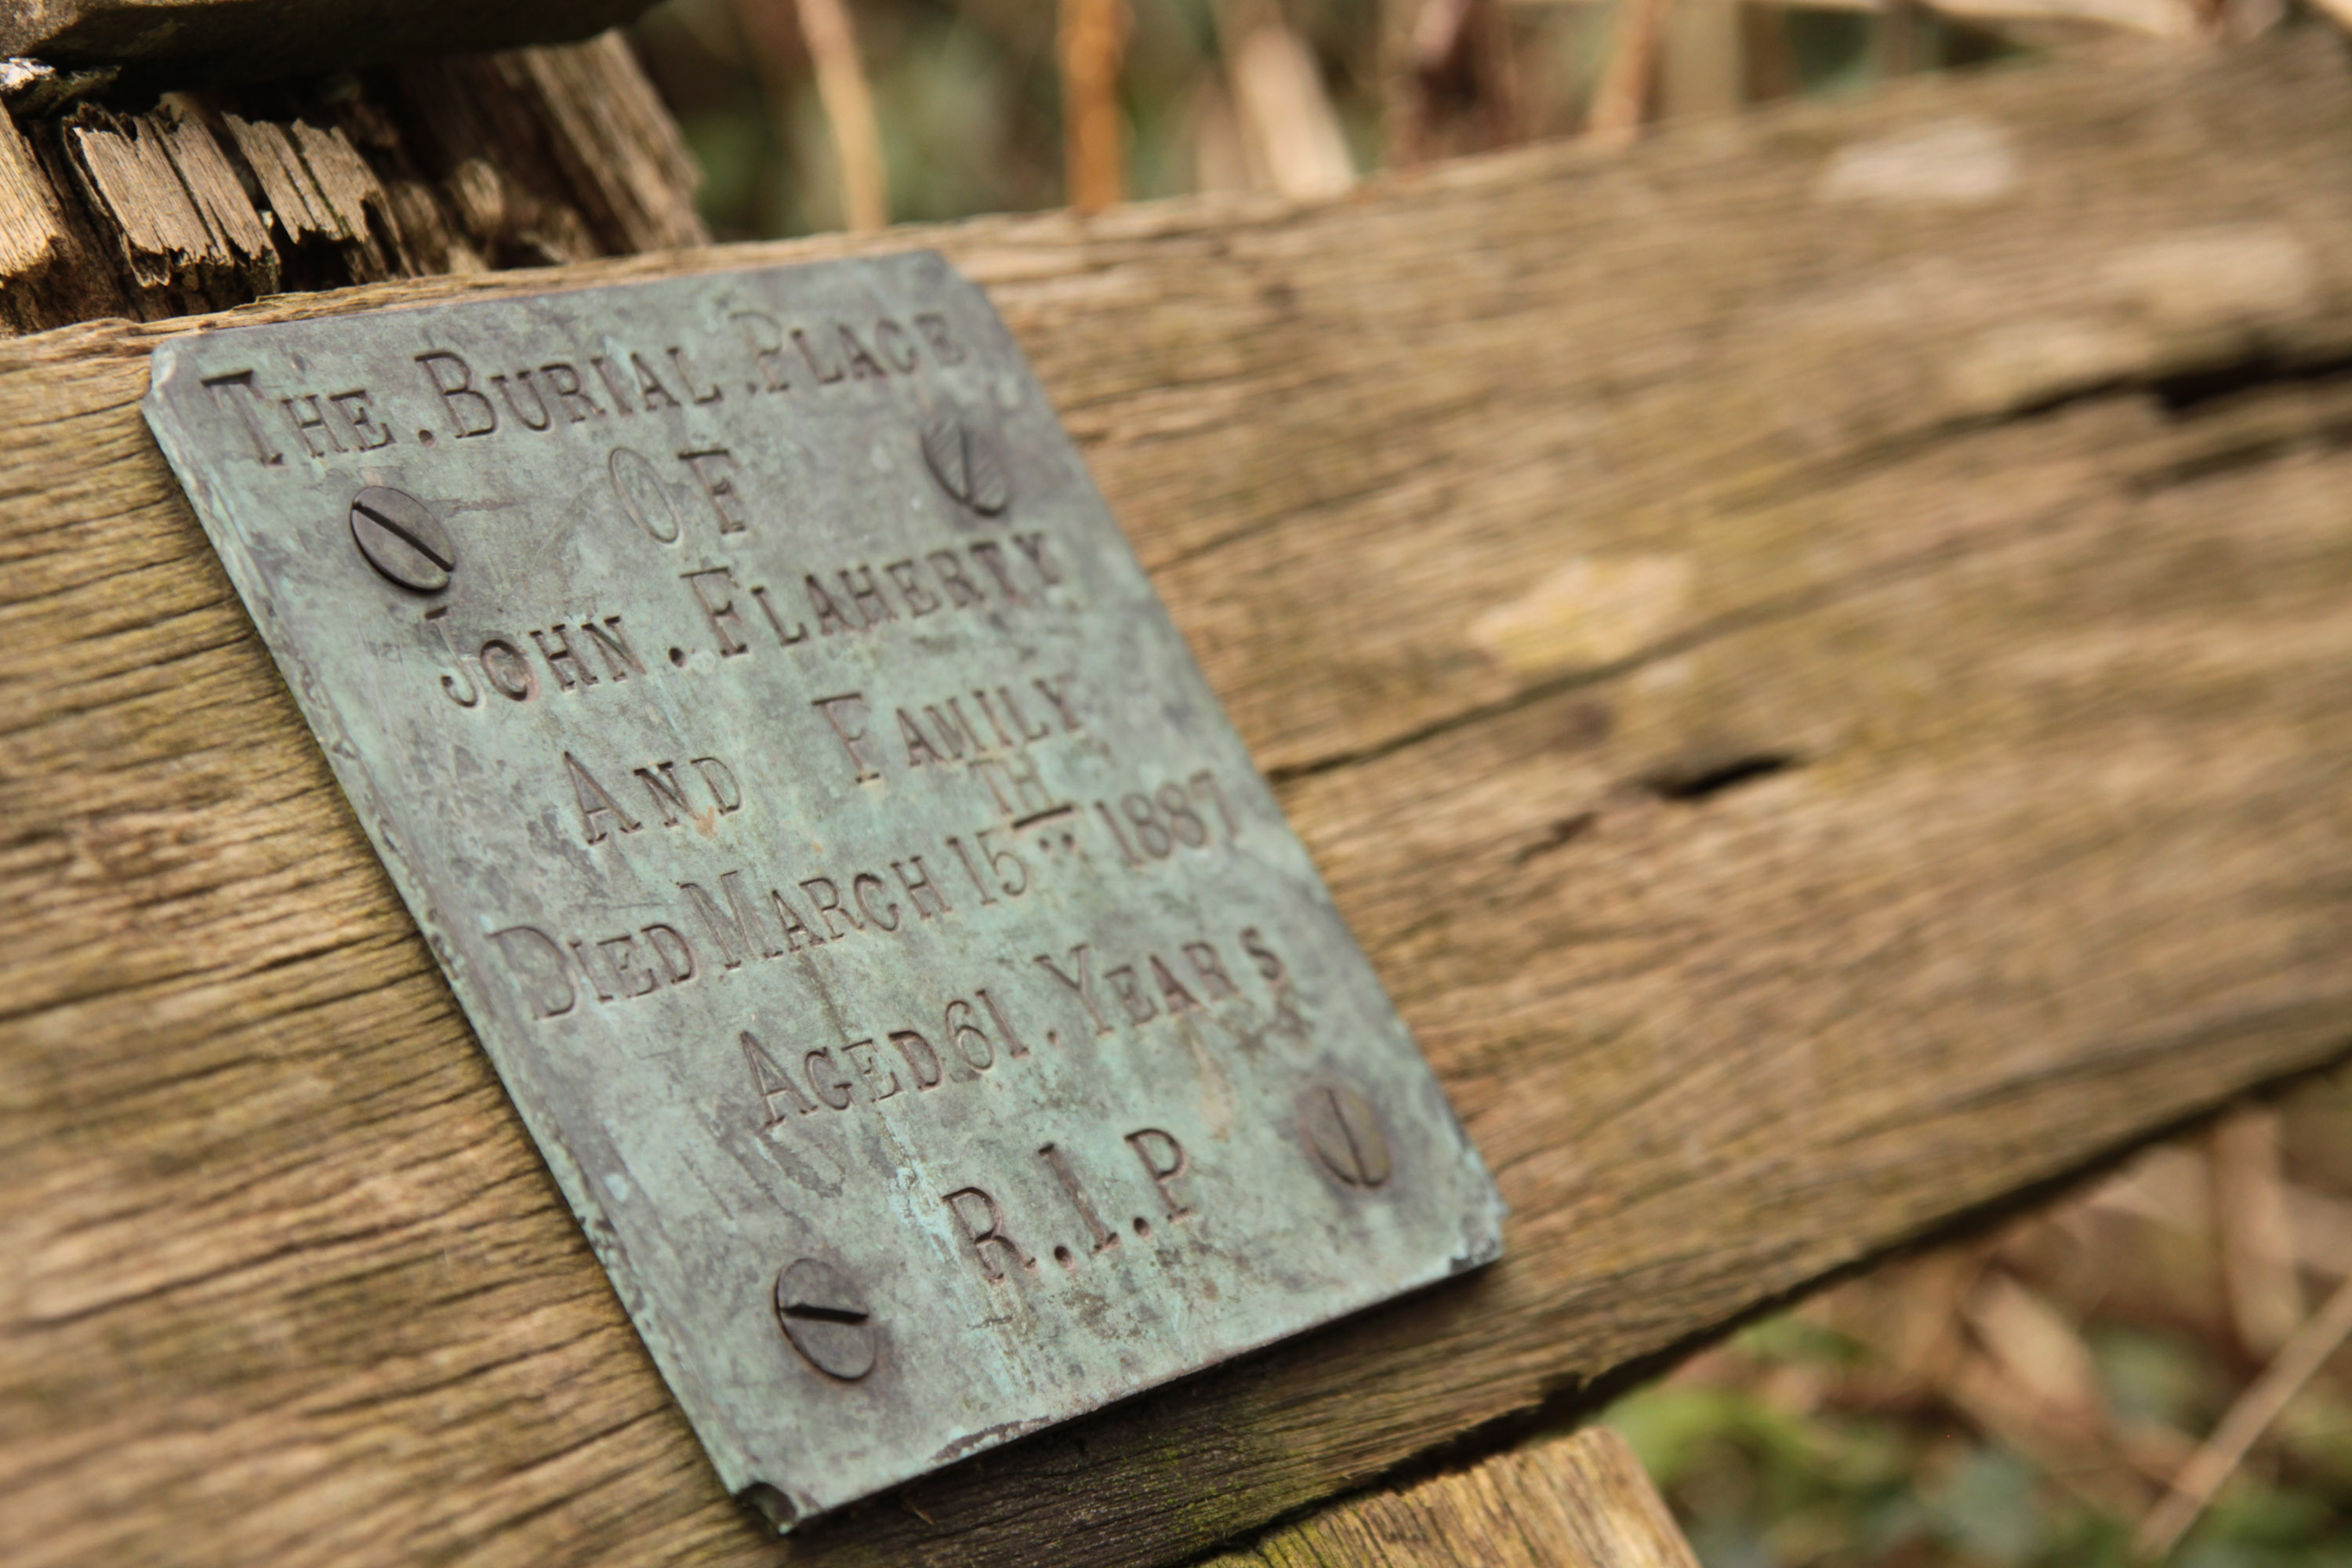 THE . BURIAL . PLACE
OF
JOHN . FLAHERTY
AND FAMILY
DIED MARCH 15TH 1887
AGED 61 . YEARS
R.I.P